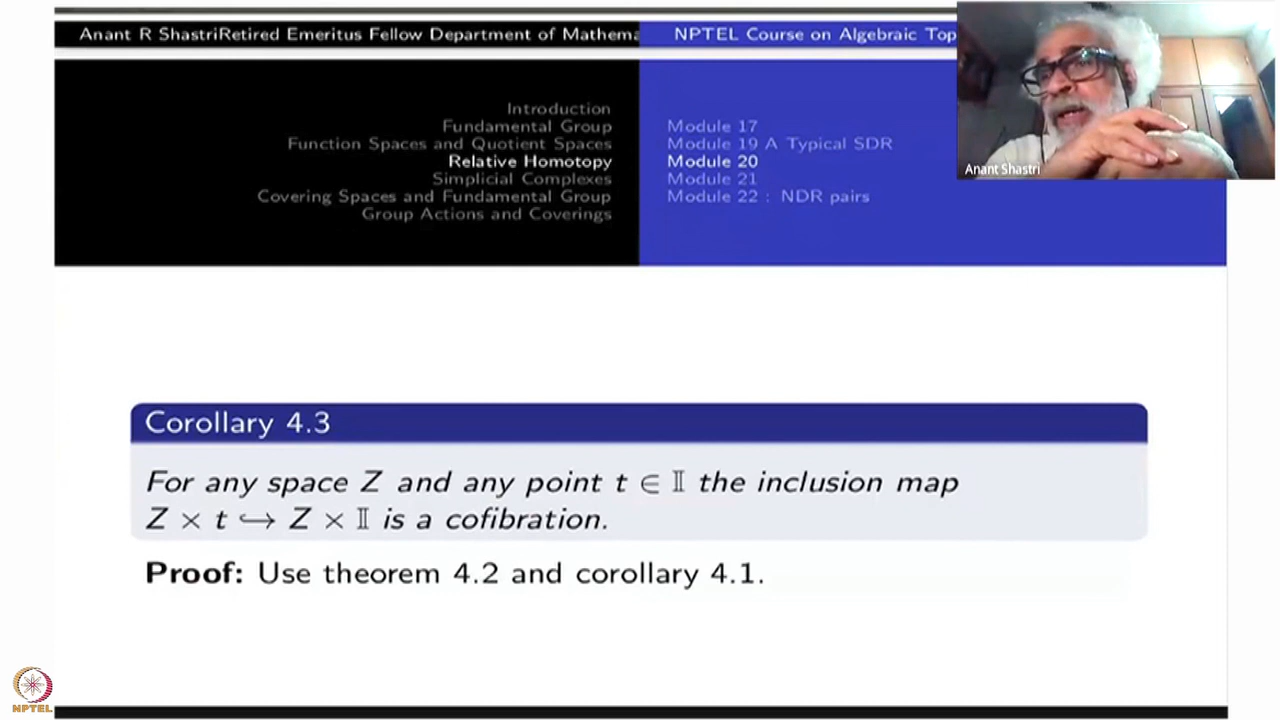 Anant R ShastriRetired Emeritus Fellow Department of Mathema
NPTEL Course on Algebraic Top
Introduction
Fundamental Group
Function Spaces and Quotient Spaces
Relative Homotopy
Simplicial Complexes
Covering Spaces and Fundamental Group
Group Actions and Coverings
Module 17
Module 19 A Typical SDR
Module 20
Module 21
Module 22 : NDR pairs
Anant Shastri
Corollary 4.3
For any space Z and any point t ∈ 𝕀 the inclusion map
Z × t ↪ Z × 𝕀 is a cofibration.
Proof: Use theorem 4.2 and corollary 4.1.
NPTEL